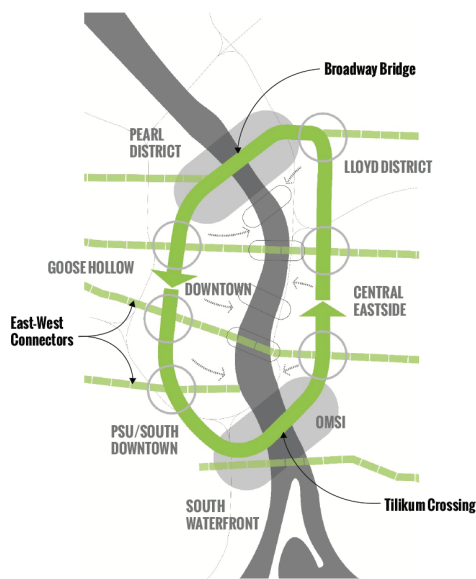 Broadway Bridge
PEARL
DISTRICT
LLOYD DISTRICT
GOOSE HOLLOW
DOWNTOWN
CENTRAL
EASTSIDE
East-West
Connectors
PSU/SOUTH
DOWNTOWN
OMSI
SOUTH
WATERFRONT
Tilikum Crossing